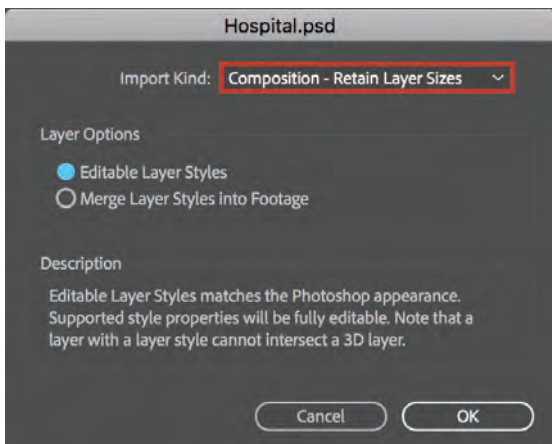 Hospital.psd
Import Kind: Composition - Retain Layer Sizes
Layer Options
Editable Layer Styles
Merge Layer Styles into Footage
Description
Editable Layer Styles matches the Photoshop appearance.
Supported style properties will be fully editable. Note that a
layer with a layer style cannot intersect a 3D layer.
Cancel OK